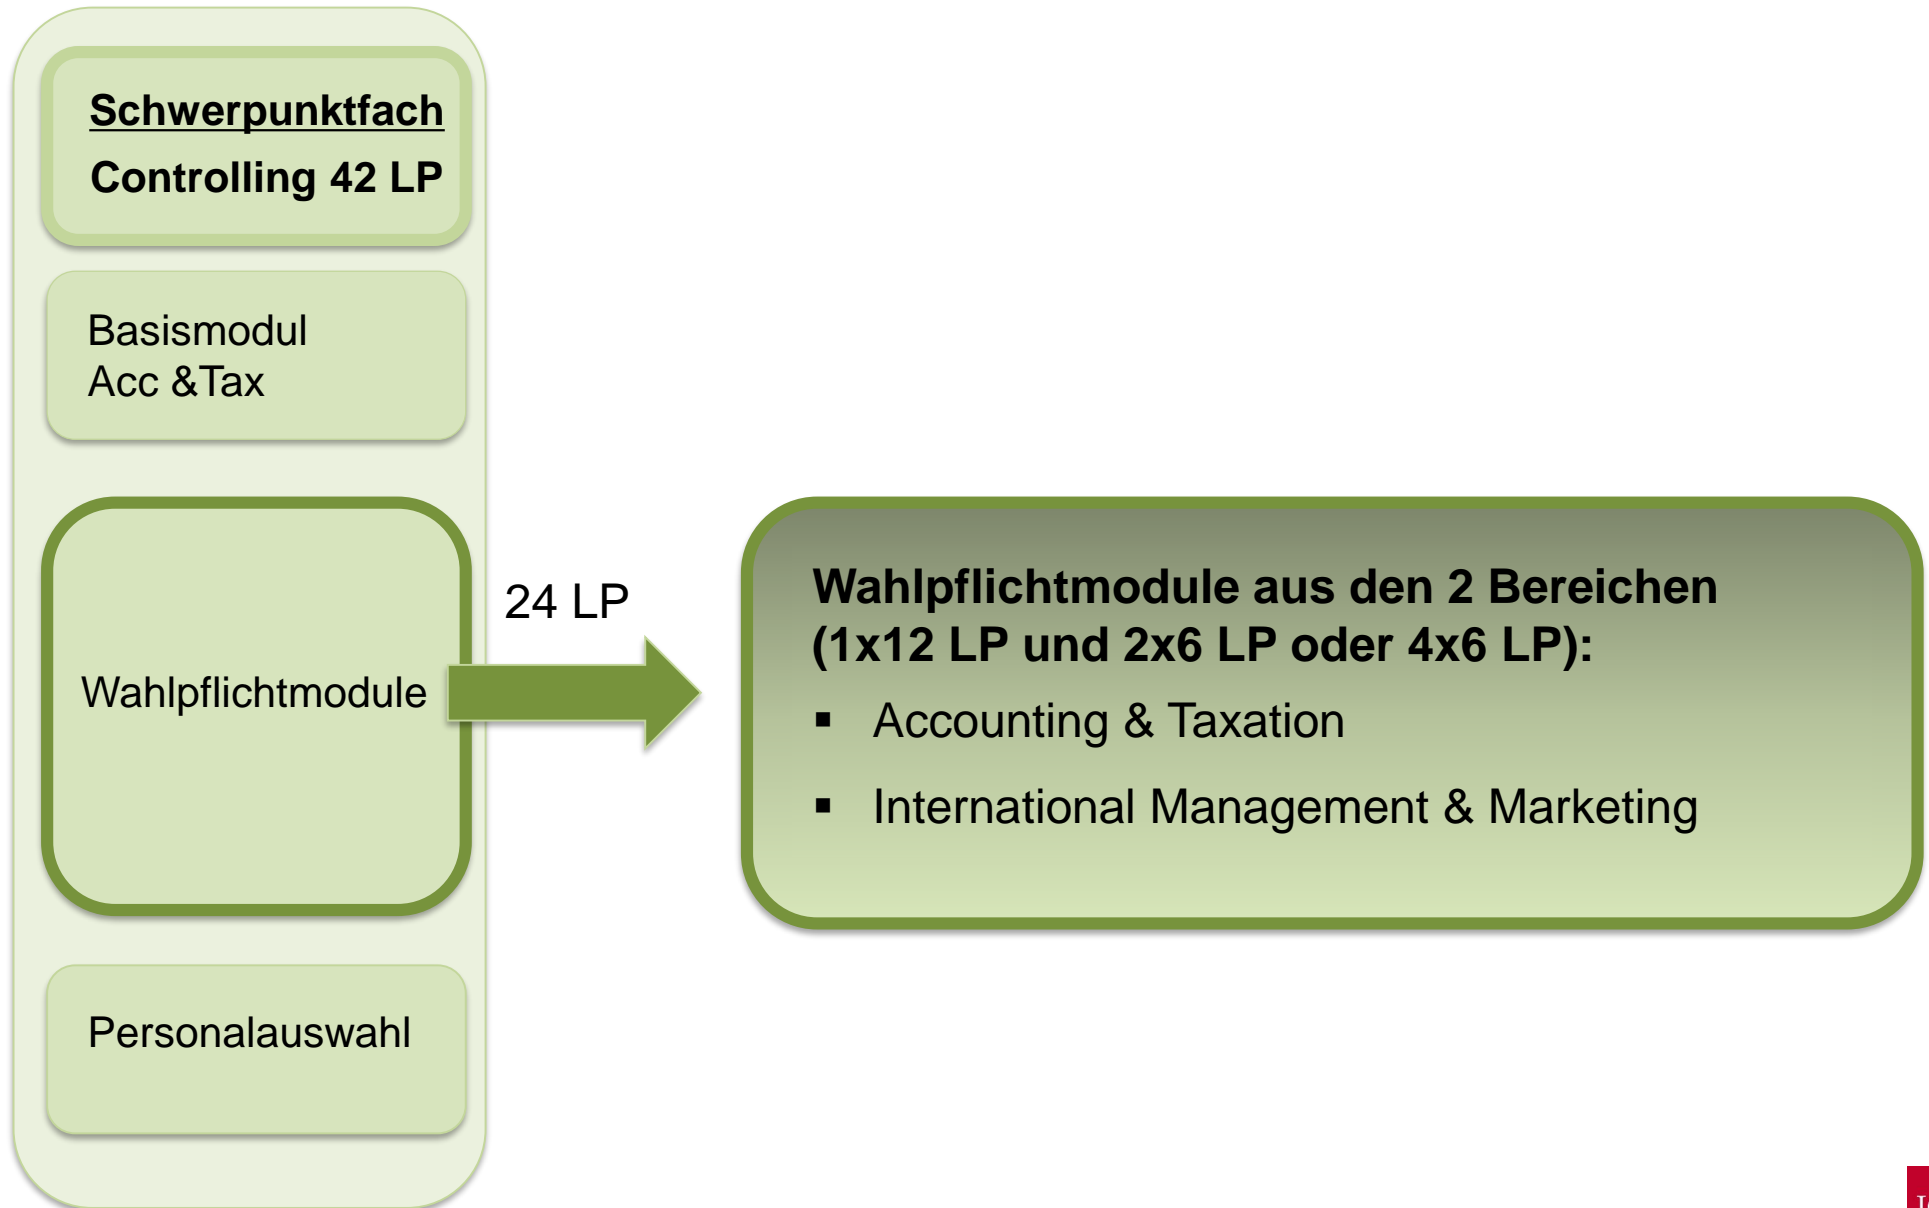 Schwerpunktfach
Controlling 42 LP
Basismodul
Acc &Tax
Wahlpflichtmodule
24 LP
Wahlpflichtmodule aus den 2 Bereichen
(1x12 LP und 2x6 LP oder 4x6 LP):
▪ Accounting & Taxation
▪ International Management & Marketing
Personalauswahl